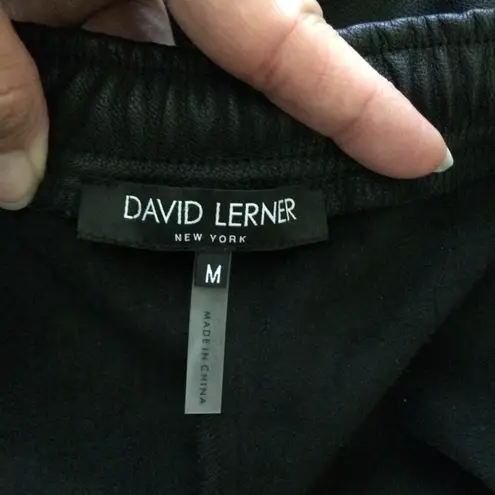 DAVID LERNER
NEW YORK
M
MADE IN CHINA